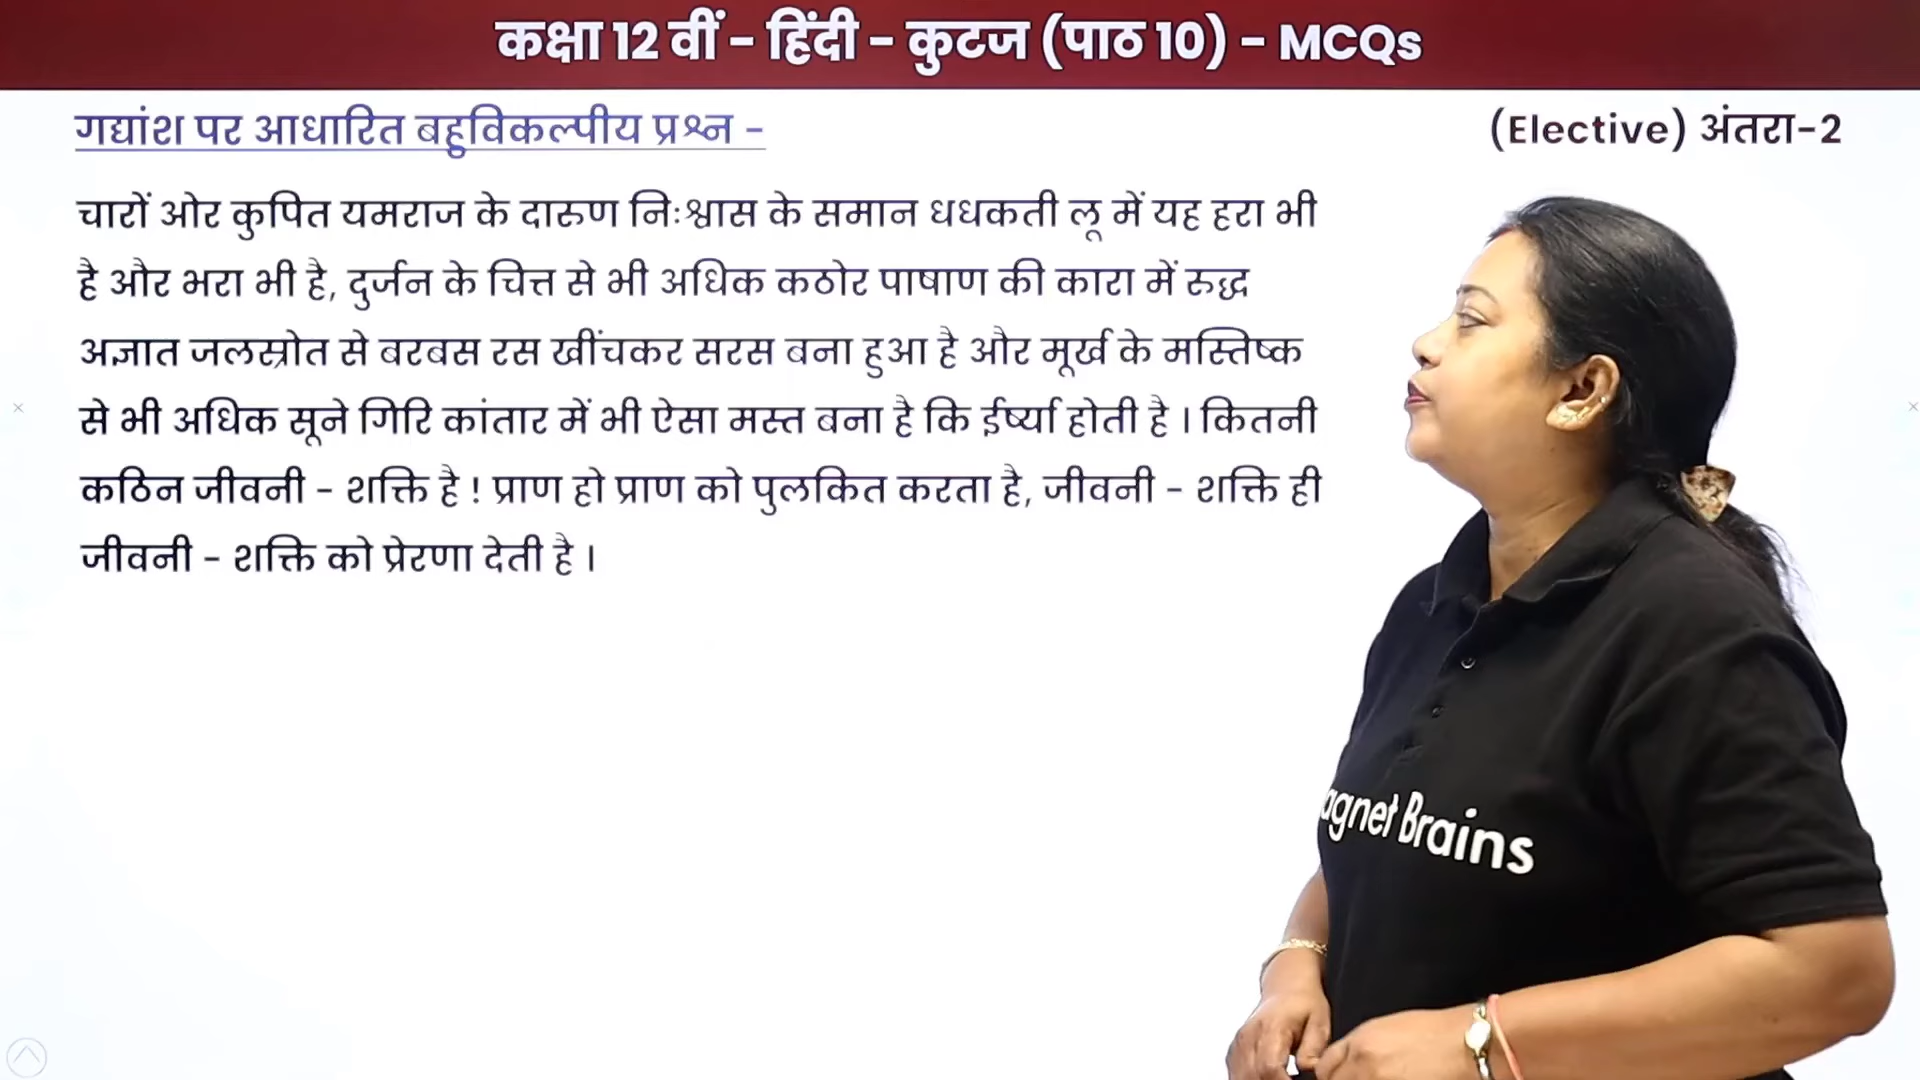 कक्षा 12 वीं - हिंदी - कुटज (पाठ 10) - MCQs
गद्यांश पर आधारित बहुविकल्पीय प्रश्न -
(Elective) अंतरा-2
चारों ओर कुपित यमराज के दारुण निःश्वास के समान धधकती लू में यह हरा भी
है और भरा भी है, दुर्जन के चित्त से भी अधिक कठोर पाषाण की कारा में रुद्ध
अज्ञात जलस्रोत से बरबस रस खींचकर सरस बना हुआ है और मूर्ख के मस्तिष्क
से भी अधिक सूने गिरि कांतार में भी ऐसा मस्त बना है कि ईर्ष्या होती है । कितनी
कठिन जीवनी - शक्ति है ! प्राण हो प्राण को पुलकित करता है, जीवनी - शक्ति ही
जीवनी - शक्ति को प्रेरणा देती है ।
agnet Brains